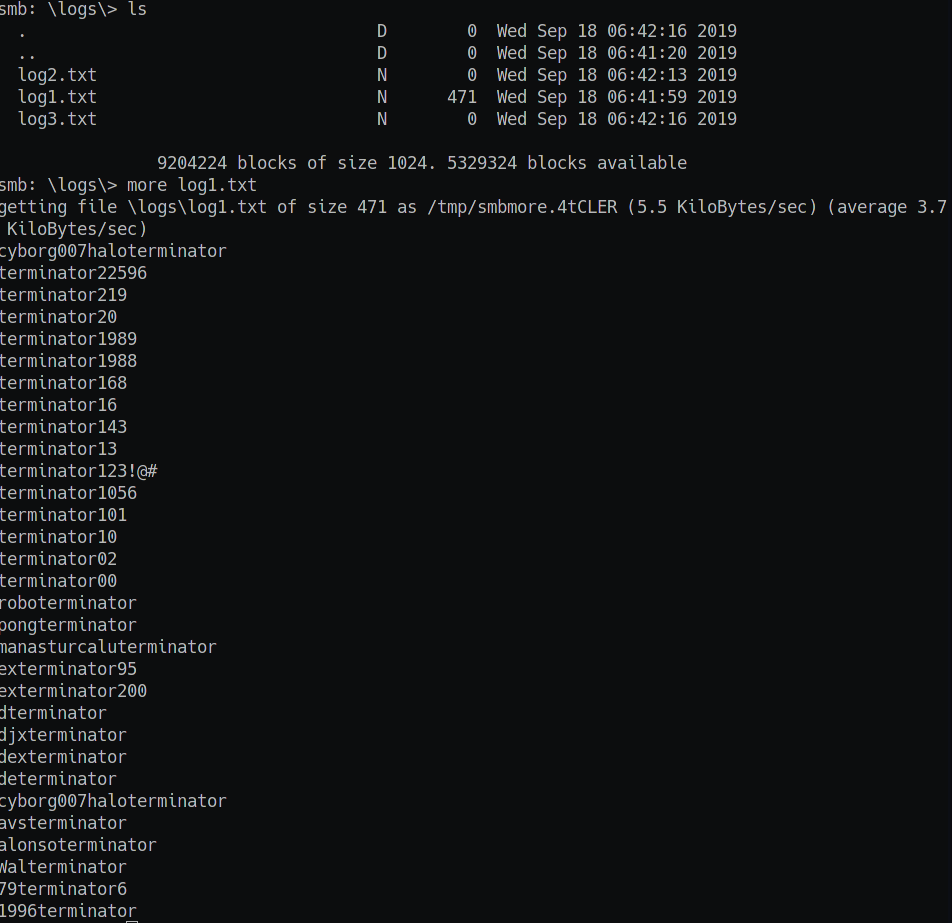 smb: \logs\> ls
  .                                   D        0  Wed Sep 18 06:42:16 2019
  ..                                  D        0  Wed Sep 18 06:41:20 2019
  log2.txt                            N        0  Wed Sep 18 06:42:13 2019
  log1.txt                            N      471  Wed Sep 18 06:41:59 2019
  log3.txt                            N        0  Wed Sep 18 06:42:16 2019
                9204224 blocks of size 1024. 5329324 blocks available
smb: \logs\> more log1.txt
getting file \logs\log1.txt of size 471 as /tmp/smbmore.4tCLER (5.5 KiloBytes/sec) (average 3.7
 KiloBytes/sec)
cyborg007haloterminator
terminator22596
terminator219
terminator20
terminator1989
terminator1988
terminator168
terminator16
terminator143
terminator13
terminator123!@#
terminator1056
terminator101
terminator10
terminator02
terminator00
roboterminator
pongterminator
manasturcaluterminator
exterminator95
exterminator200
dterminator
djxterminator
dexterminator
determinator
cyborg007haloterminator
avsterminator
alonsoterminator
Walterminator
79terminator6
1996terminator